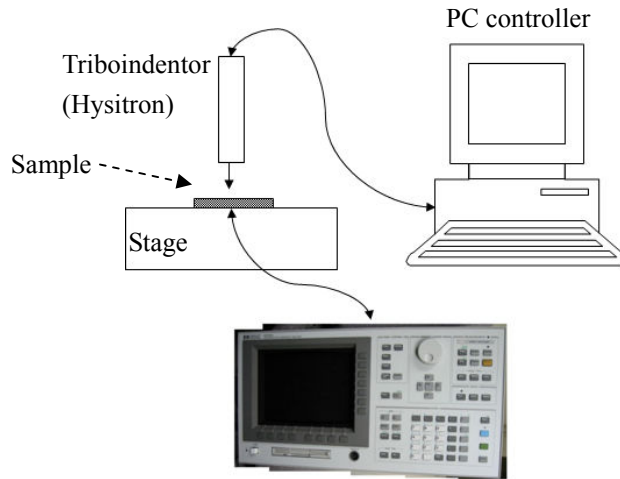 PC controller
Triboindentor
(Hysitron)
Sample
Stage